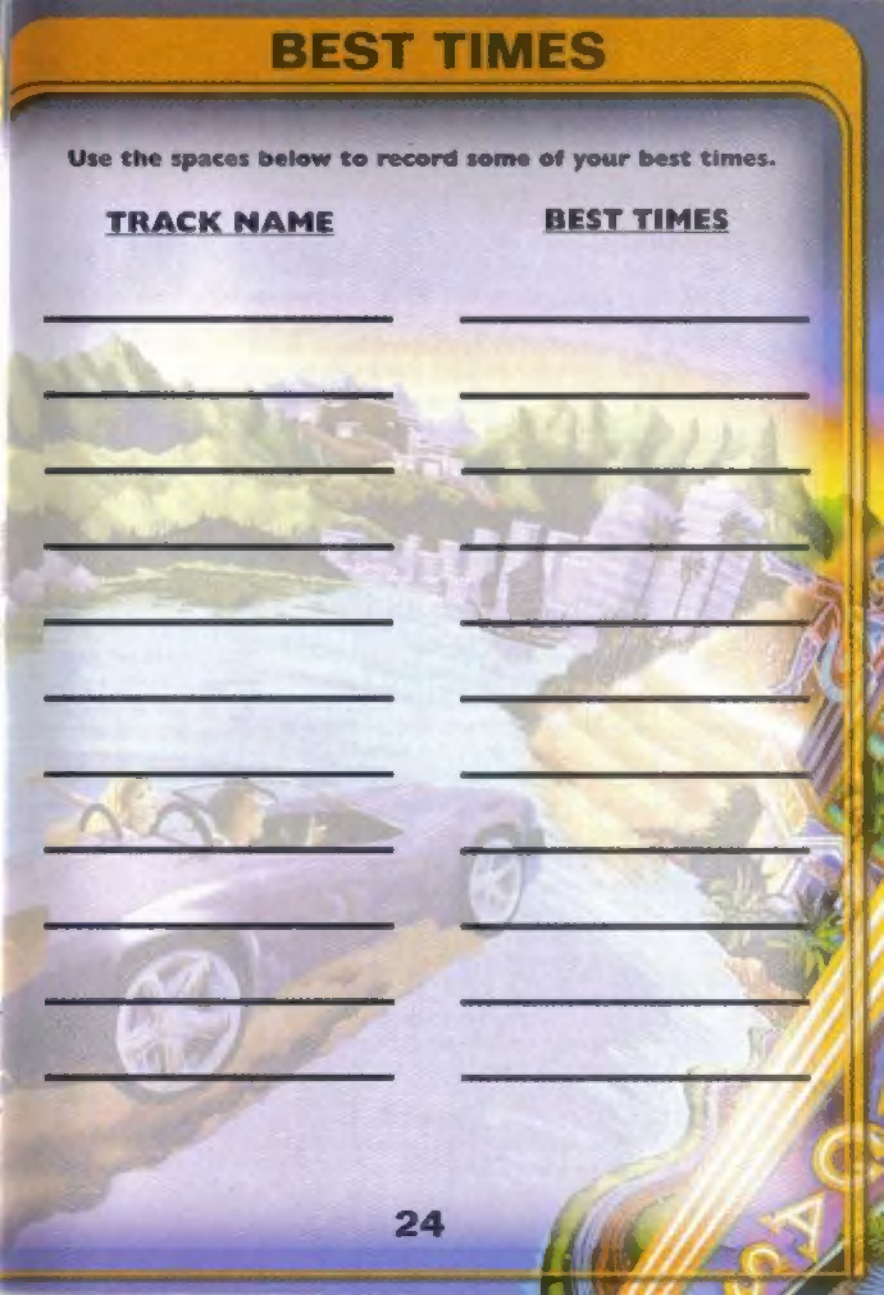 BEST TIMES
Use the spaces below to record some of your best times.
TRACK NAME BEST TIMES
24